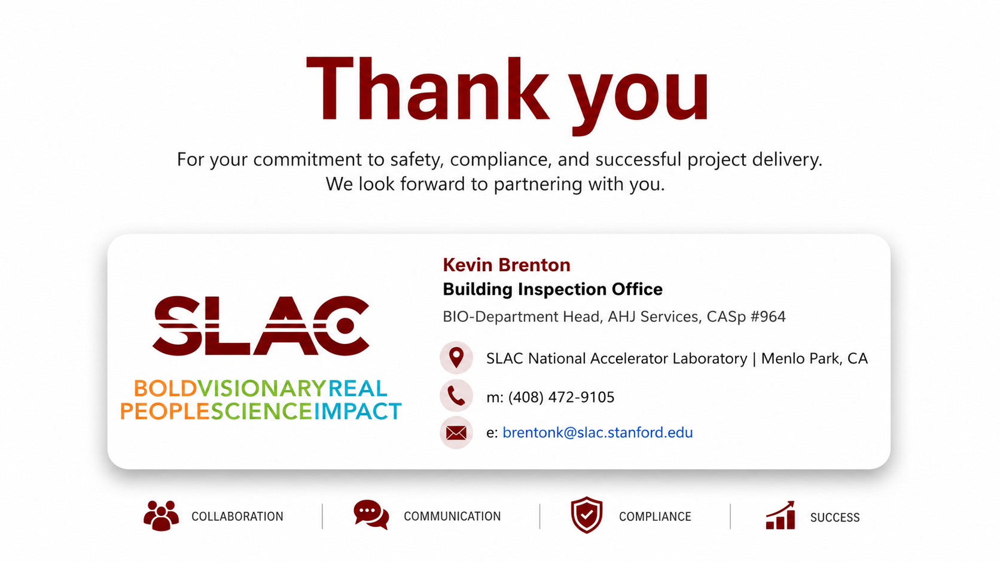 Thank you
For your commitment to safety, compliance, and successful project delivery.
We look forward to partnering with you.
SLAC
BOLDVISIONARYREAL
PEOPLESCIENCEIMPACT
Kevin Brenton
Building Inspection Office
BIO-Department Head, AHJ Services, CASp #964
SLAC National Accelerator Laboratory | Menlo Park, CA
m: (408) 472-9105
e: brentonk@slac.stanford.edu
COLLABORATION
COMMUNICATION
COMPLIANCE
SUCCESS